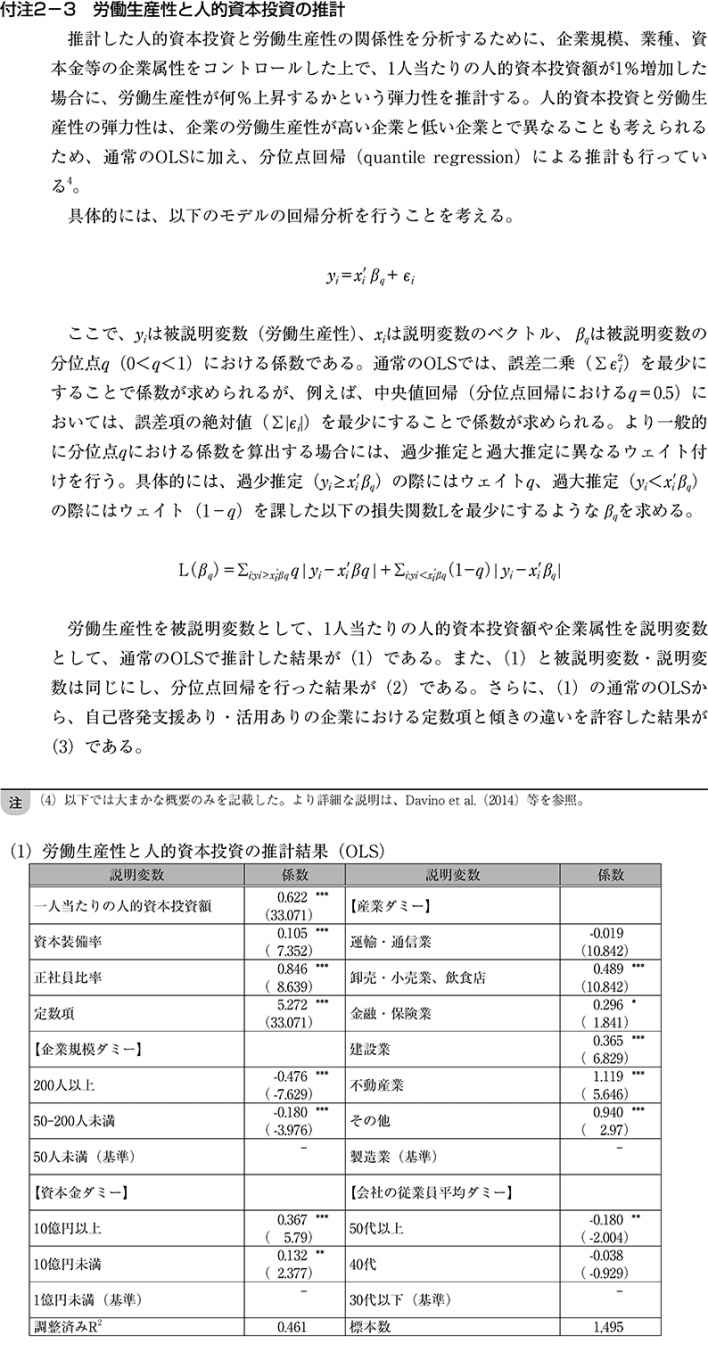 付注2－3　労働生産性と人的資本投資の推計
推計した人的資本投資と労働生産性の関係性を分析するために、企業規模、業種、資
本金等の企業属性をコントロールした上で、1人当たりの人的資本投資額が1％増加した
場合に、労働生産性が何％上昇するかという弾力性を推計する。人的資本投資と労働生
産性の弾力性は、企業の労働生産性が高い企業と低い企業とで異なることも考えられる
ため、通常のOLSに加え、分位点回帰（quantile regression）による推計も行ってい
る⁴。
具体的には、以下のモデルの回帰分析を行うことを考える。
yᵢ=xᵢ′β_q+ϵᵢ
ここで、yᵢは被説明変数（労働生産性）、xᵢは説明変数のベクトル、β_qは被説明変数の
分位点q（0＜q＜1）における係数である。通常のOLSでは、誤差二乗（Σϵᵢ²）を最少に
することで係数が求められるが、例えば、中央値回帰（分位点回帰におけるq＝0.5）に
おいては、誤差項の絶対値（Σ|ϵᵢ|）を最少にすることで係数が求められる。より一般的
に分位点qにおける係数を算出する場合には、過少推定と過大推定に異なるウェイト付
けを行う。具体的には、過少推定（yᵢ≥xᵢ′β_q）の際にはウェイトq、過大推定（yᵢ＜xᵢ′β_q）
の際にはウェイト（1－q）を課した以下の損失関数Lを最少にするようなβ_qを求める。
L(β_q)=Σ_{i:yi≥xi′βq} q|yᵢ－xᵢ′βq|+Σ_{i:yi<xi′βq}(1－q)|yᵢ－xᵢ′β_q|
労働生産性を被説明変数として、1人当たりの人的資本投資額や企業属性を説明変数
として、通常のOLSで推計した結果が（1）である。また、（1）と被説明変数・説明変
数は同じにし、分位点回帰を行った結果が（2）である。さらに、（1）の通常のOLSか
ら、自己啓発支援あり・活用ありの企業における定数項と傾きの違いを許容した結果が
（3）である。
注 （4）以下では大まかな概要のみを記載した。より詳細な説明は、Davino et al.（2014）等を参照。
（1）労働生産性と人的資本投資の推計結果（OLS）
説明変数 係数 説明変数 係数
一人当たりの人的資本投資額 0.622 *** (33.071) 【産業ダミー】
資本装備率 0.105 *** ( 7.352) 運輸・通信業 -0.019 (10.842)
正社員比率 0.846 *** ( 8.639) 卸売・小売業、飲食店 0.489 *** (10.842)
定数項 5.272 *** (33.071) 金融・保険業 0.296 * ( 1.841)
【企業規模ダミー】 建設業 0.365 *** ( 6.829)
200人以上 -0.476 *** ( -7.629) 不動産業 1.119 *** ( 5.646)
50-200人未満 -0.180 *** ( -3.976) その他 0.940 *** ( 2.97)
50人未満（基準） － 製造業（基準） －
【資本金ダミー】 【会社の従業員平均ダミー】
10億円以上 0.367 *** ( 5.79) 50代以上 -0.180 ** ( -2.004)
10億円未満 0.132 ** ( 2.377) 40代 -0.038 ( -0.929)
1億円未満（基準） － 30代以下（基準） －
調整済みR² 0.461 標本数 1,495